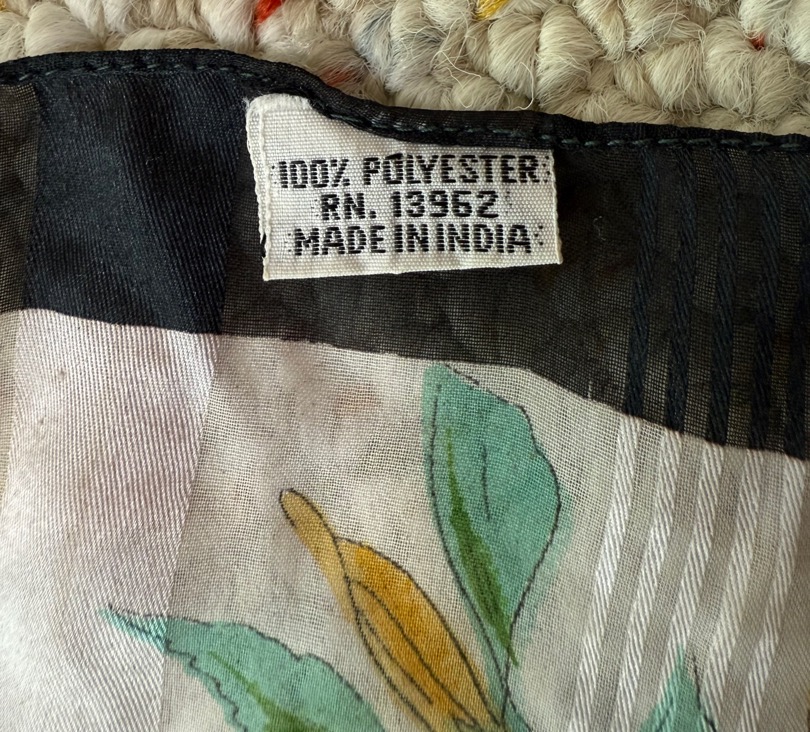 100% POLYESTER
RN. 13962
MADE IN INDIA